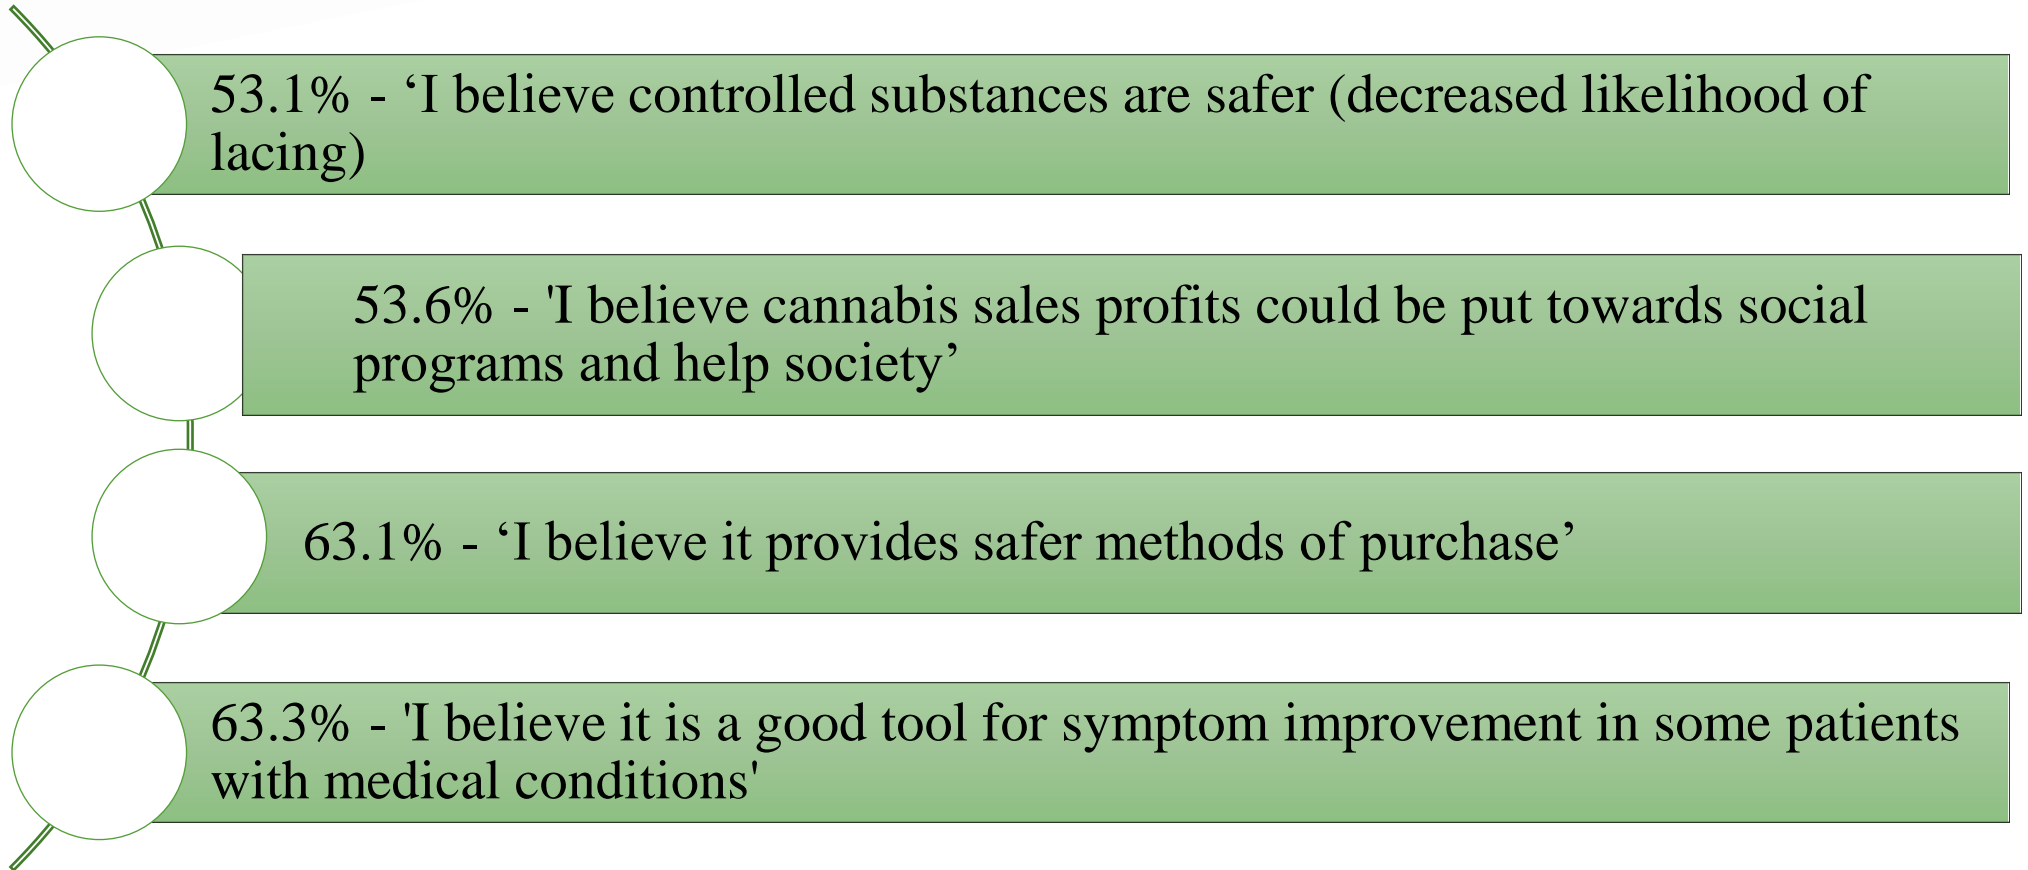 53.1% - ‘I believe controlled substances are safer (decreased likelihood of
lacing)
53.6% - 'I believe cannabis sales profits could be put towards social
programs and help society’
63.1% - ‘I believe it provides safer methods of purchase’
63.3% - 'I believe it is a good tool for symptom improvement in some patients
with medical conditions'